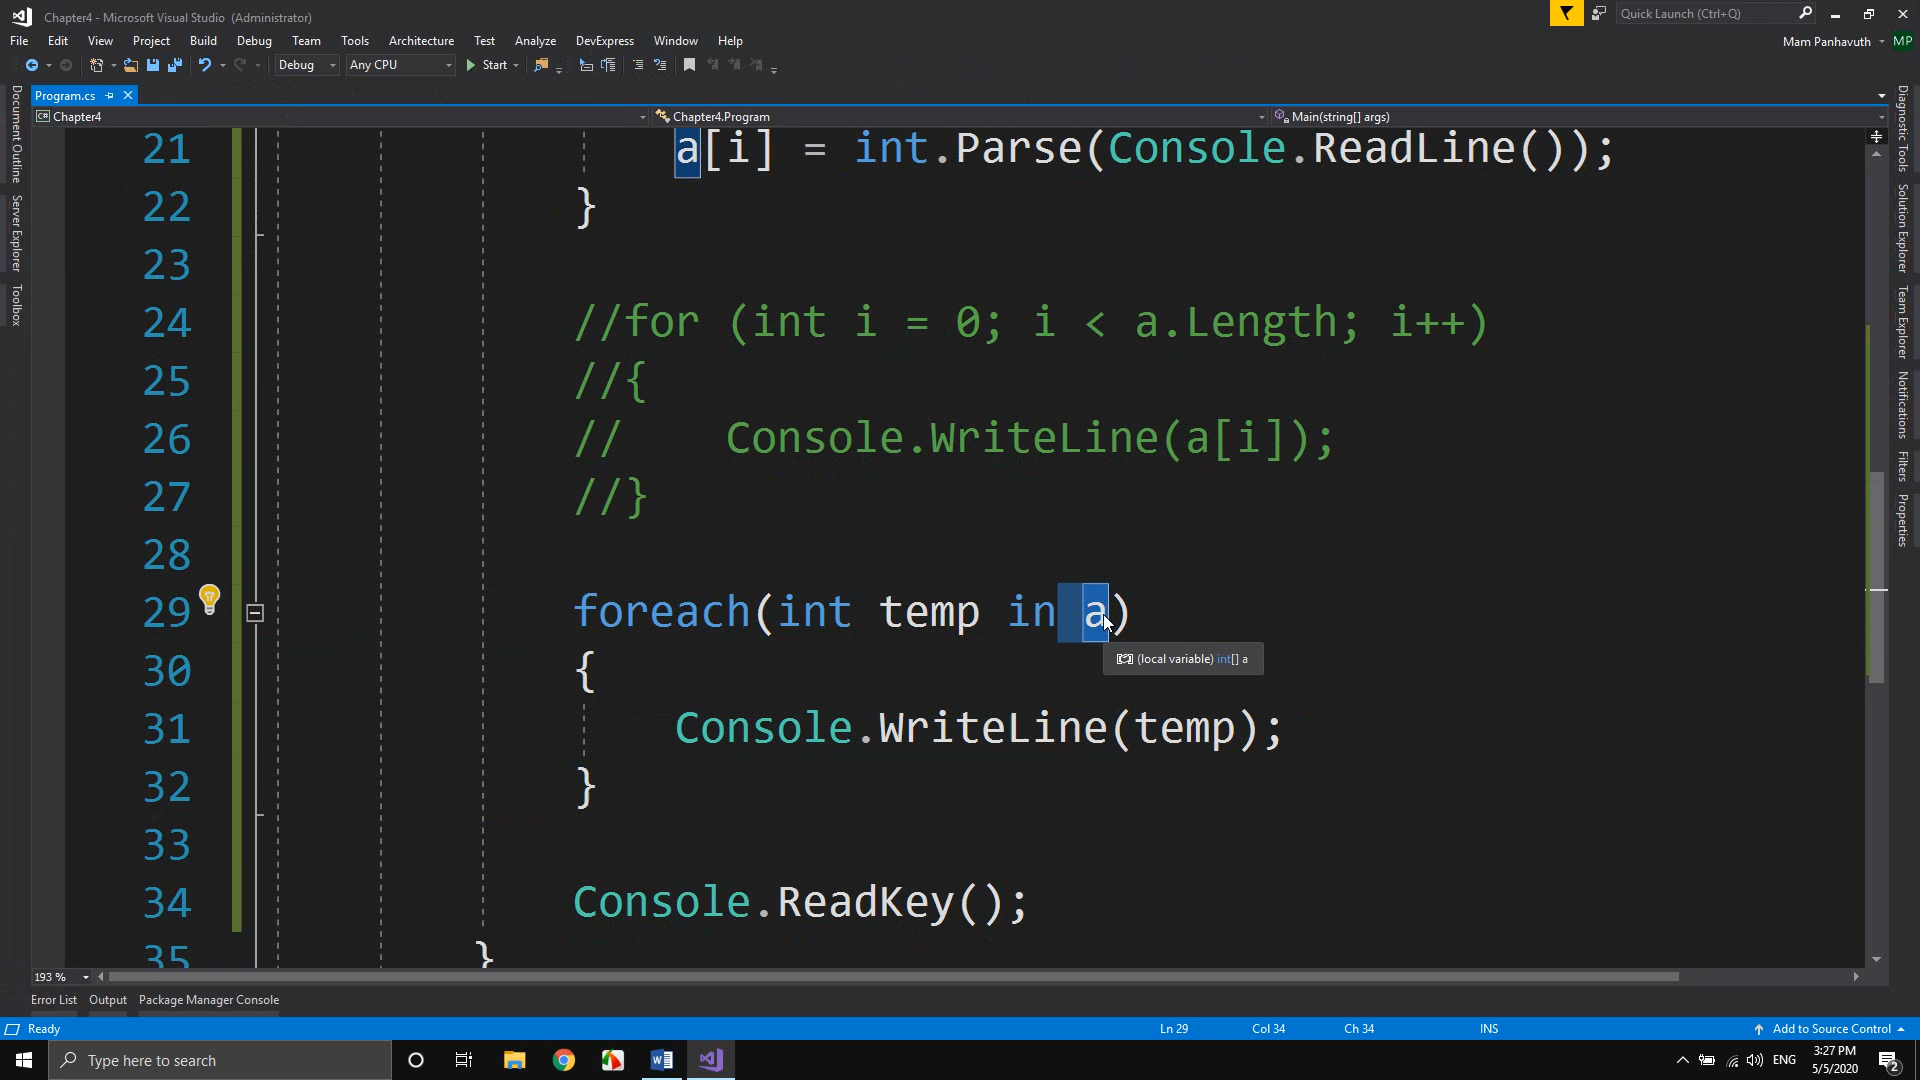 Chapter4 - Microsoft Visual Studio (Administrator)
Quick Launch (Ctrl+Q)
File Edit View Project Build Debug Team Tools Architecture Test Analyze DevExpress Window Help
Mam Panhavuth MP
Debug Any CPU Start
Program.cs
Chapter4 Chapter4.Program Main(string[] args)
Document Outline
Server Explorer
Toolbox
21 a[i] = int.Parse(Console.ReadLine());
22 }
23
24 //for (int i = 0; i < a.Length; i++)
25 //{
26 // Console.WriteLine(a[i]);
27 //}
28
29 foreach(int temp in a)
(local variable) int[] a
30 {
31 Console.WriteLine(temp);
32 }
33
34 Console.ReadKey();
35 }
Diagnostic Tools
Solution Explorer
Team Explorer
Notifications
Filters
Properties
193 %
Error List Output Package Manager Console
Ready Ln 29 Col 34 Ch 34 INS Add to Source Control
Type here to search
ENG
3:27 PM
5/5/2020
2